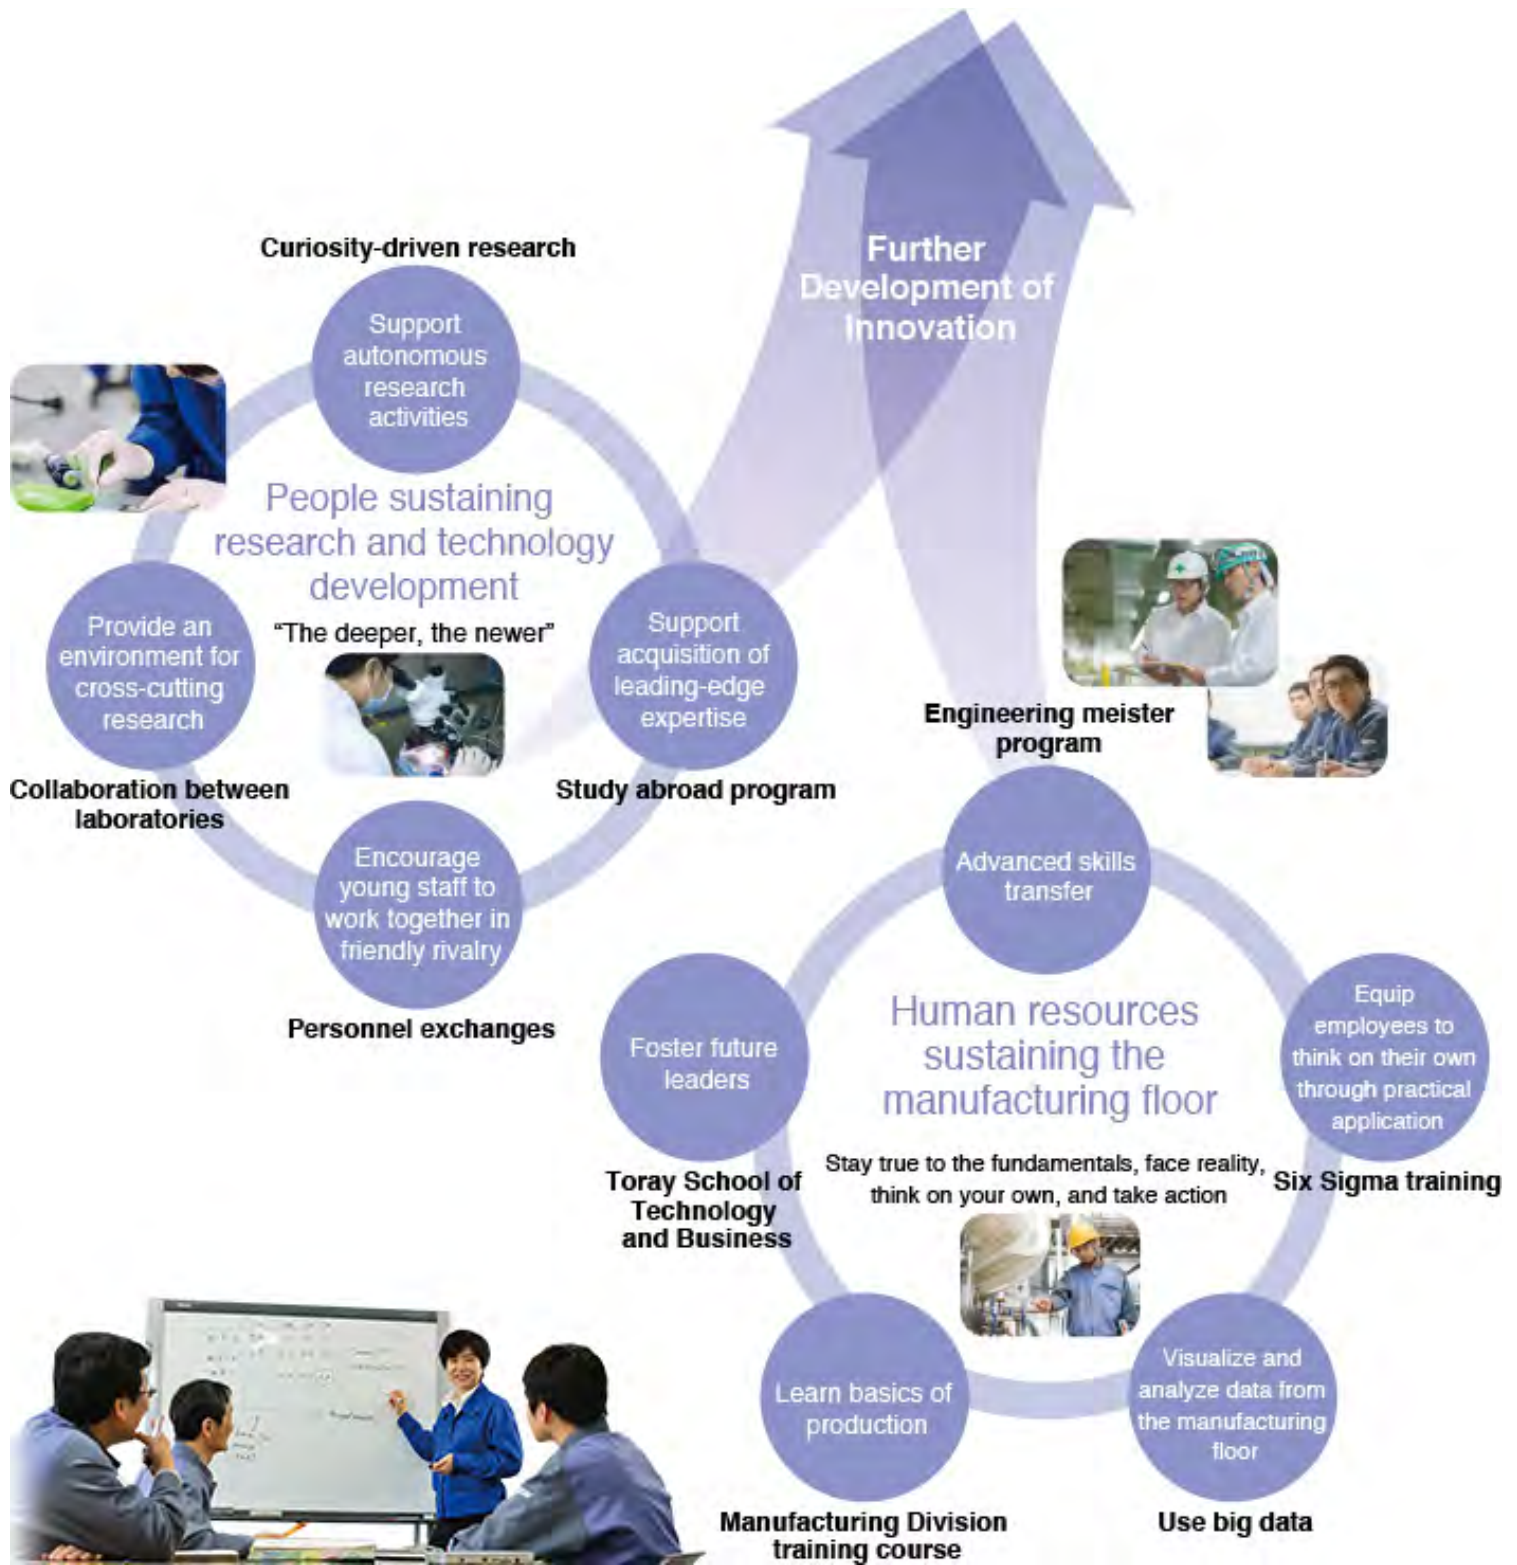 Further
Development of
Innovation
Curiosity-driven research
Support
autonomous
research
activities
People sustaining
research and technology
development
“The deeper, the newer”
Provide an
environment for
cross-cutting
research
Collaboration between
laboratories
Support
acquisition of
leading-edge
expertise
Study abroad program
Encourage
young staff to
work together in
friendly rivalry
Personnel exchanges
Engineering meister
program
Advanced skills
transfer
Human resources
sustaining the
manufacturing floor
Stay true to the fundamentals, face reality,
think on your own, and take action
Foster future
leaders
Toray School of
Technology
and Business
Equip
employees to
think on their own
through practical
application
Six Sigma training
Learn basics of
production
Manufacturing Division
training course
Visualize and
analyze data from
the manufacturing
floor
Use big data